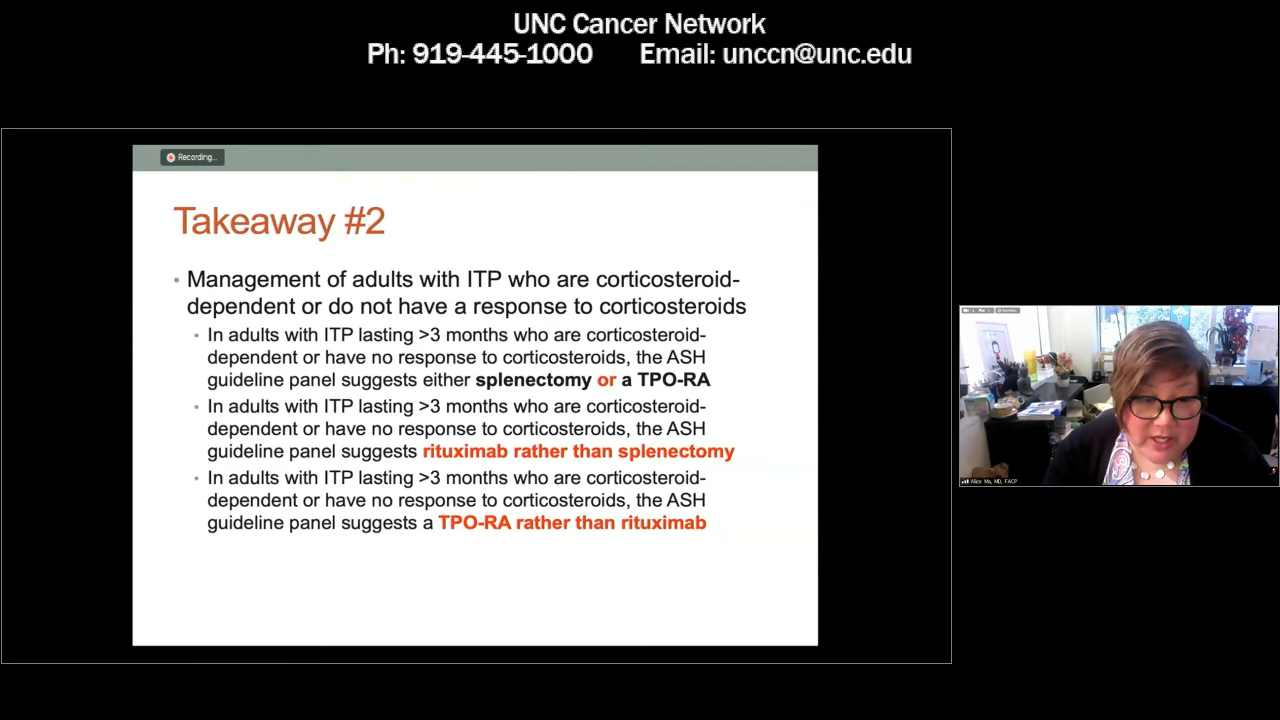 UNC Cancer Network
Ph: 919-445-1000 Email: unccn@unc.edu
Recording...
Takeaway #2
• Management of adults with ITP who are corticosteroid-
dependent or do not have a response to corticosteroids
• In adults with ITP lasting >3 months who are corticosteroid-
dependent or have no response to corticosteroids, the ASH
guideline panel suggests either splenectomy or a TPO-RA
• In adults with ITP lasting >3 months who are corticosteroid-
dependent or have no response to corticosteroids, the ASH
guideline panel suggests rituximab rather than splenectomy
• In adults with ITP lasting >3 months who are corticosteroid-
dependent or have no response to corticosteroids, the ASH
guideline panel suggests a TPO-RA rather than rituximab
Recording...
Alice Ma, MD, FACP